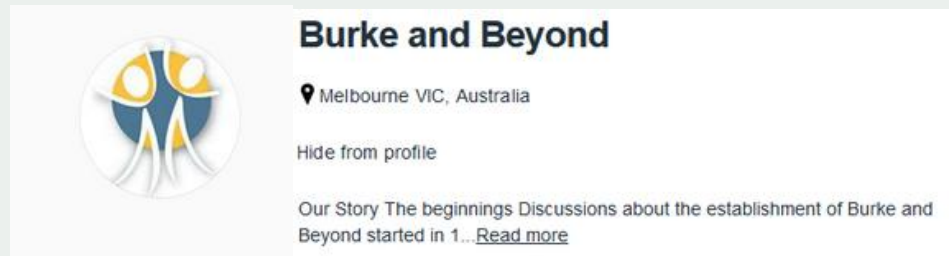 Burke and Beyond
Melbourne VIC, Australia
Hide from profile
Our Story The beginnings Discussions about the establishment of Burke and
Beyond started in 1...Read more